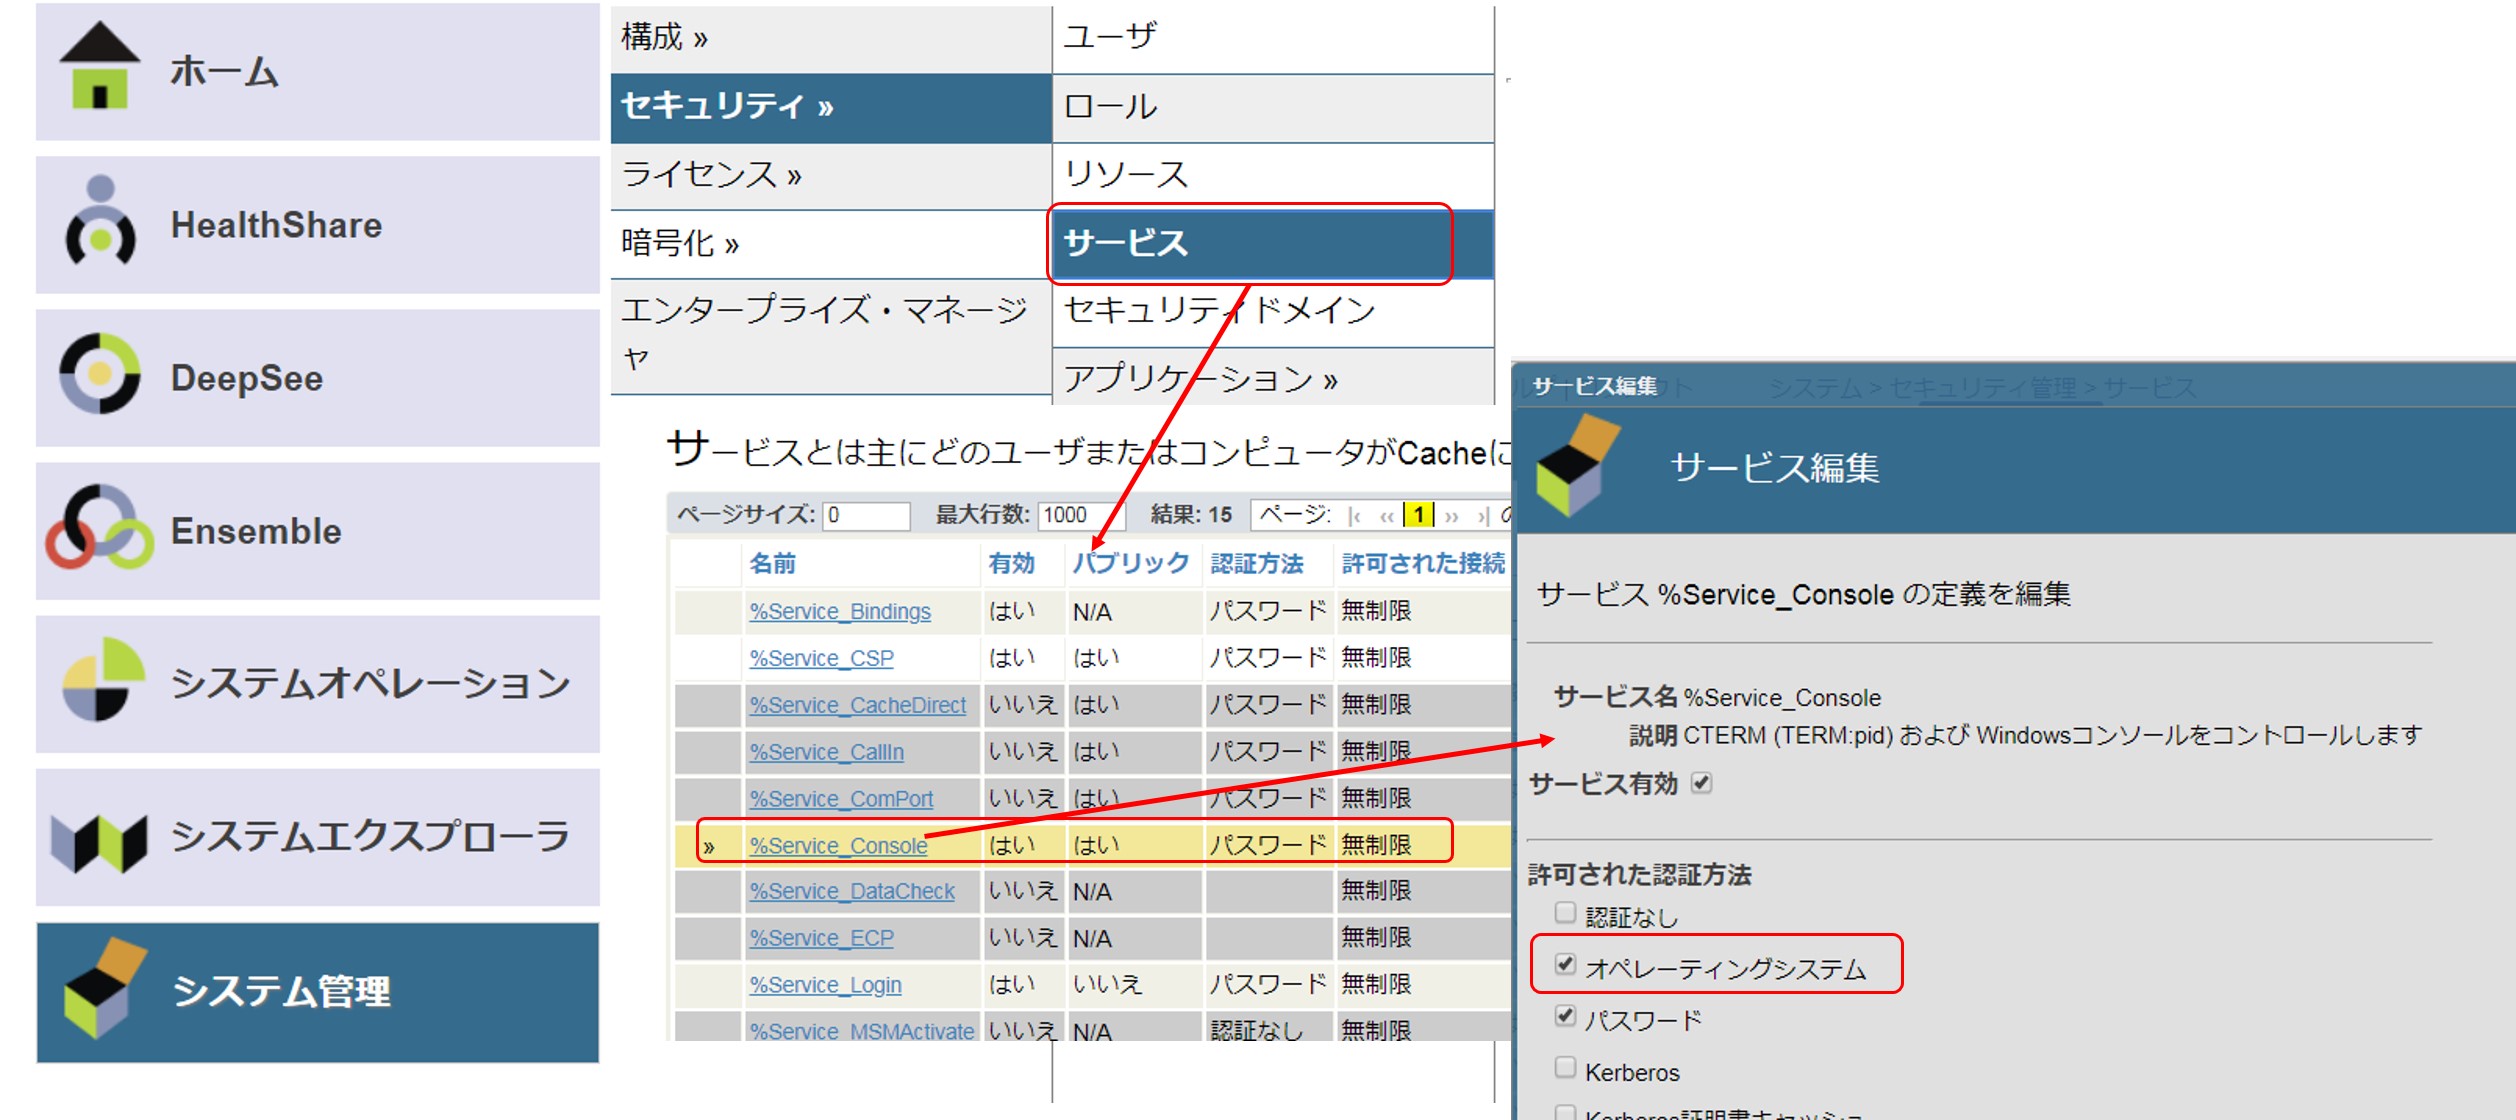 ホーム
HealthShare
DeepSee
Ensemble
システムオペレーション
システムエクスプローラ
システム管理
構成 »
セキュリティ »
ライセンス »
暗号化 »
エンタープライズ・マネージ
ャ
ユーザ
ロール
リソース
サービス
セキュリティドメイン
アプリケーション »
サービスとは主にどのユーザまたはコンピュータがCacheに
ページサイズ: 0 最大行数: 1000 結果: 15 ページ: |‹ ‹‹ 1 ›› ›| の
名前 有効 パブリック 認証方法 許可された接続
%Service_Bindings はい N/A パスワード 無制限
%Service_CSP はい はい パスワード 無制限
%Service_CacheDirect いいえ はい パスワード 無制限
%Service_CallIn いいえ はい パスワード 無制限
%Service_ComPort いいえ はい パスワード 無制限
» %Service_Console はい はい パスワード 無制限
%Service_DataCheck いいえ N/A 無制限
%Service_ECP いいえ N/A 無制限
%Service_Login はい いいえ パスワード 無制限
%Service_MSMActivate いいえ N/A 認証なし 無制限
サービス編集
システム > セキュリティ管理 > サービス
サービス編集
サービス %Service_Console の定義を編集
サービス名 %Service_Console
説明 CTERM (TERM:pid) および Windowsコンソールをコントロールします
サービス有効
許可された認証方法
認証なし
オペレーティングシステム
パスワード
Kerberos
Kerberos証明書キャッシュ